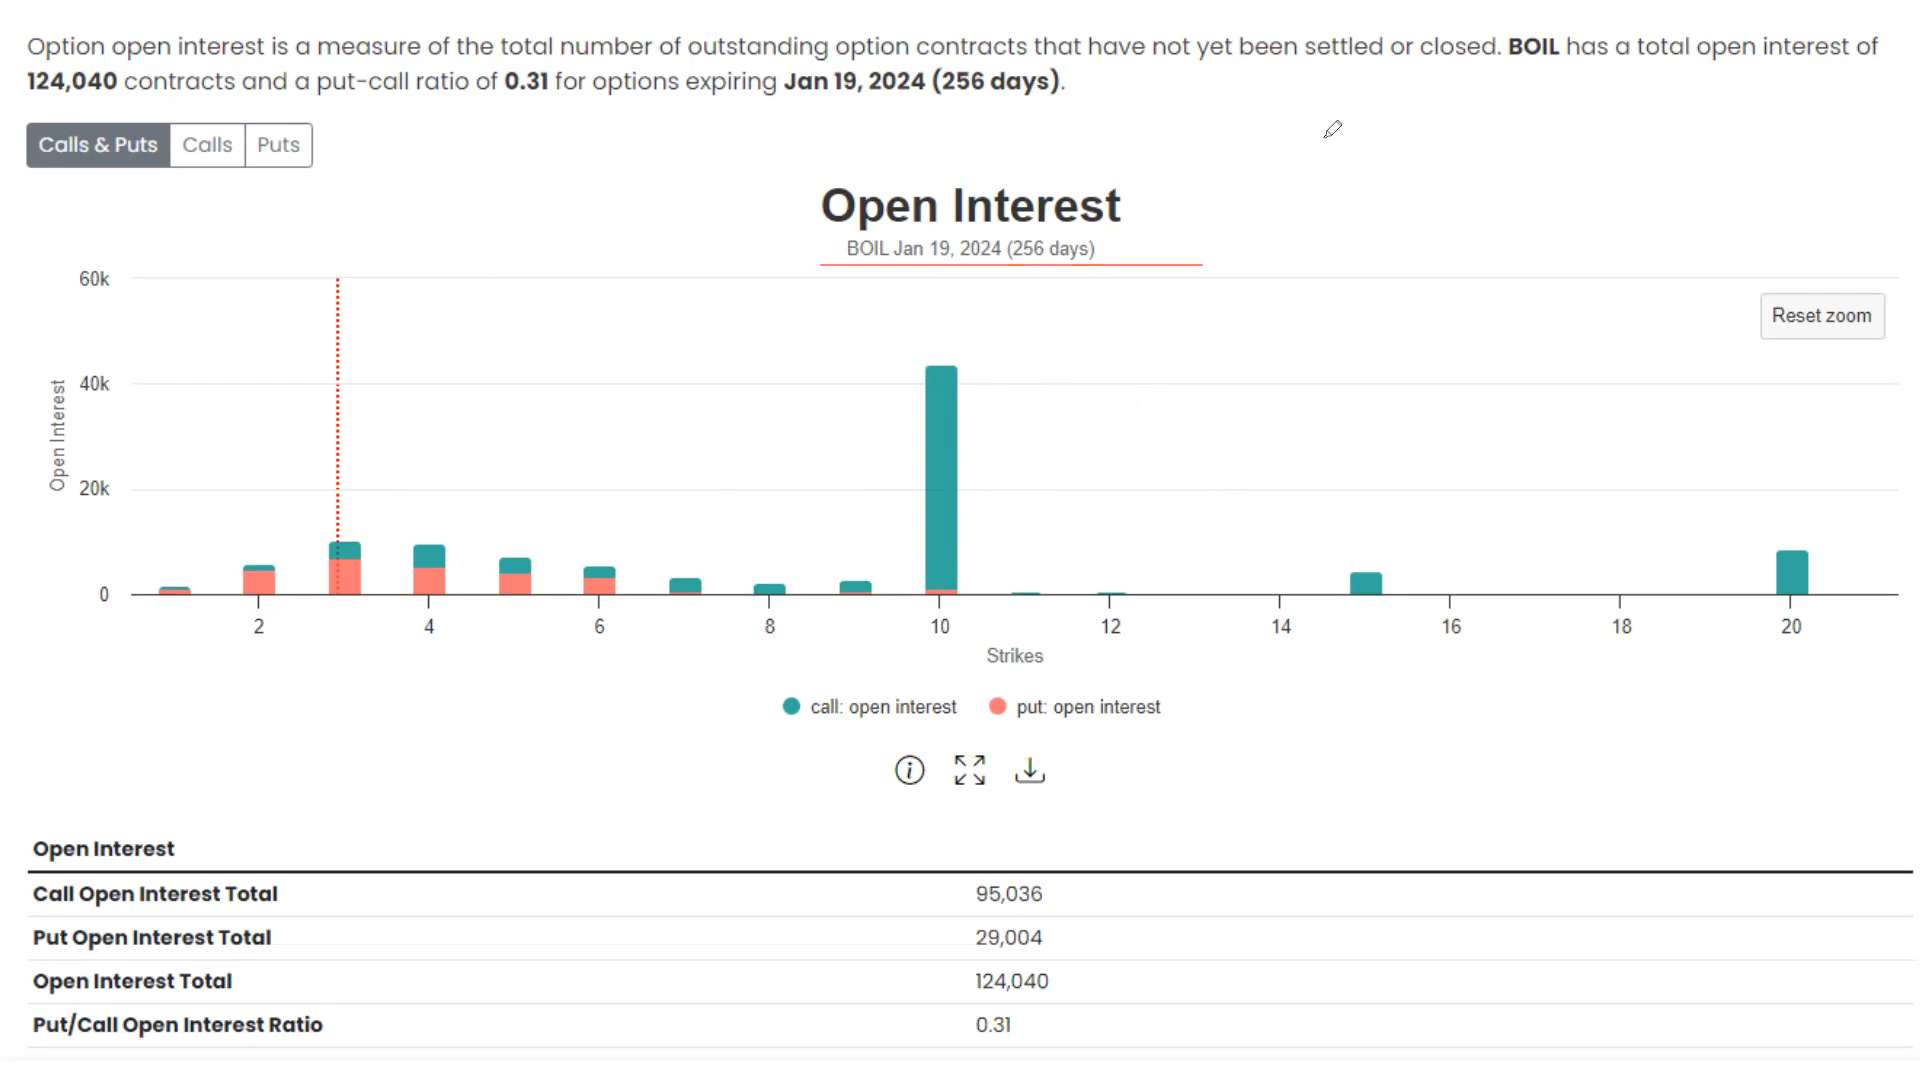 Option open interest is a measure of the total number of outstanding option contracts that have not yet been settled or closed. BOIL has a total open interest of
124,040 contracts and a put-call ratio of 0.31 for options expiring Jan 19, 2024 (256 days).
Calls & Puts Calls Puts
Open Interest
BOIL Jan 19, 2024 (256 days)
60k
Reset zoom
40k
Open Interest
20k
0
2 4 6 8 10 12 14 16 18 20
Strikes
call: open interest put: open interest
Open Interest
Call Open Interest Total 95,036
Put Open Interest Total 29,004
Open Interest Total 124,040
Put/Call Open Interest Ratio 0.31